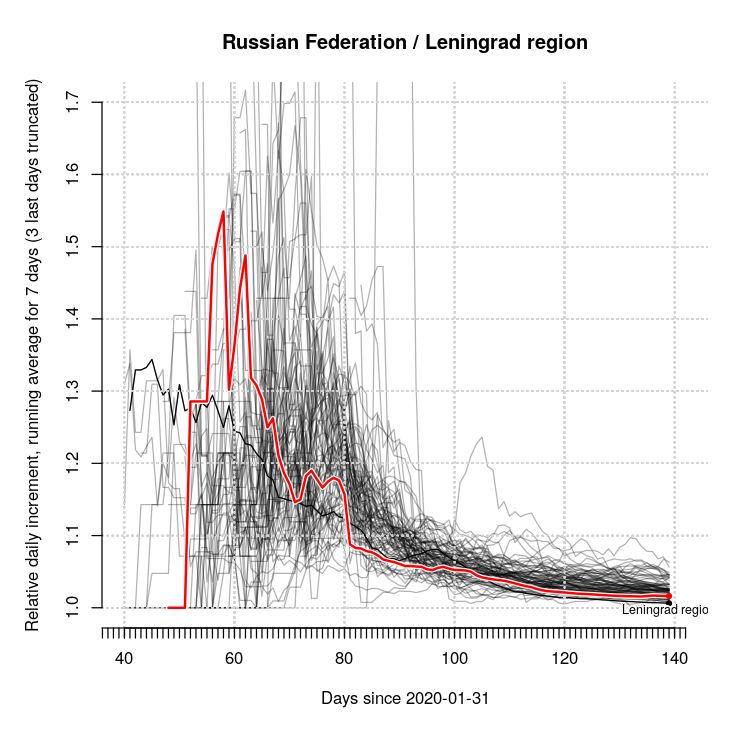 Russian Federation / Leningrad region
Relative daily increment, running average for 7 days (3 last days truncated)
1.7
1.6
1.5
1.4
1.3
1.2
1.1
1.0
Leningrad regio
40 60 80 100 120 140
Days since 2020-01-31